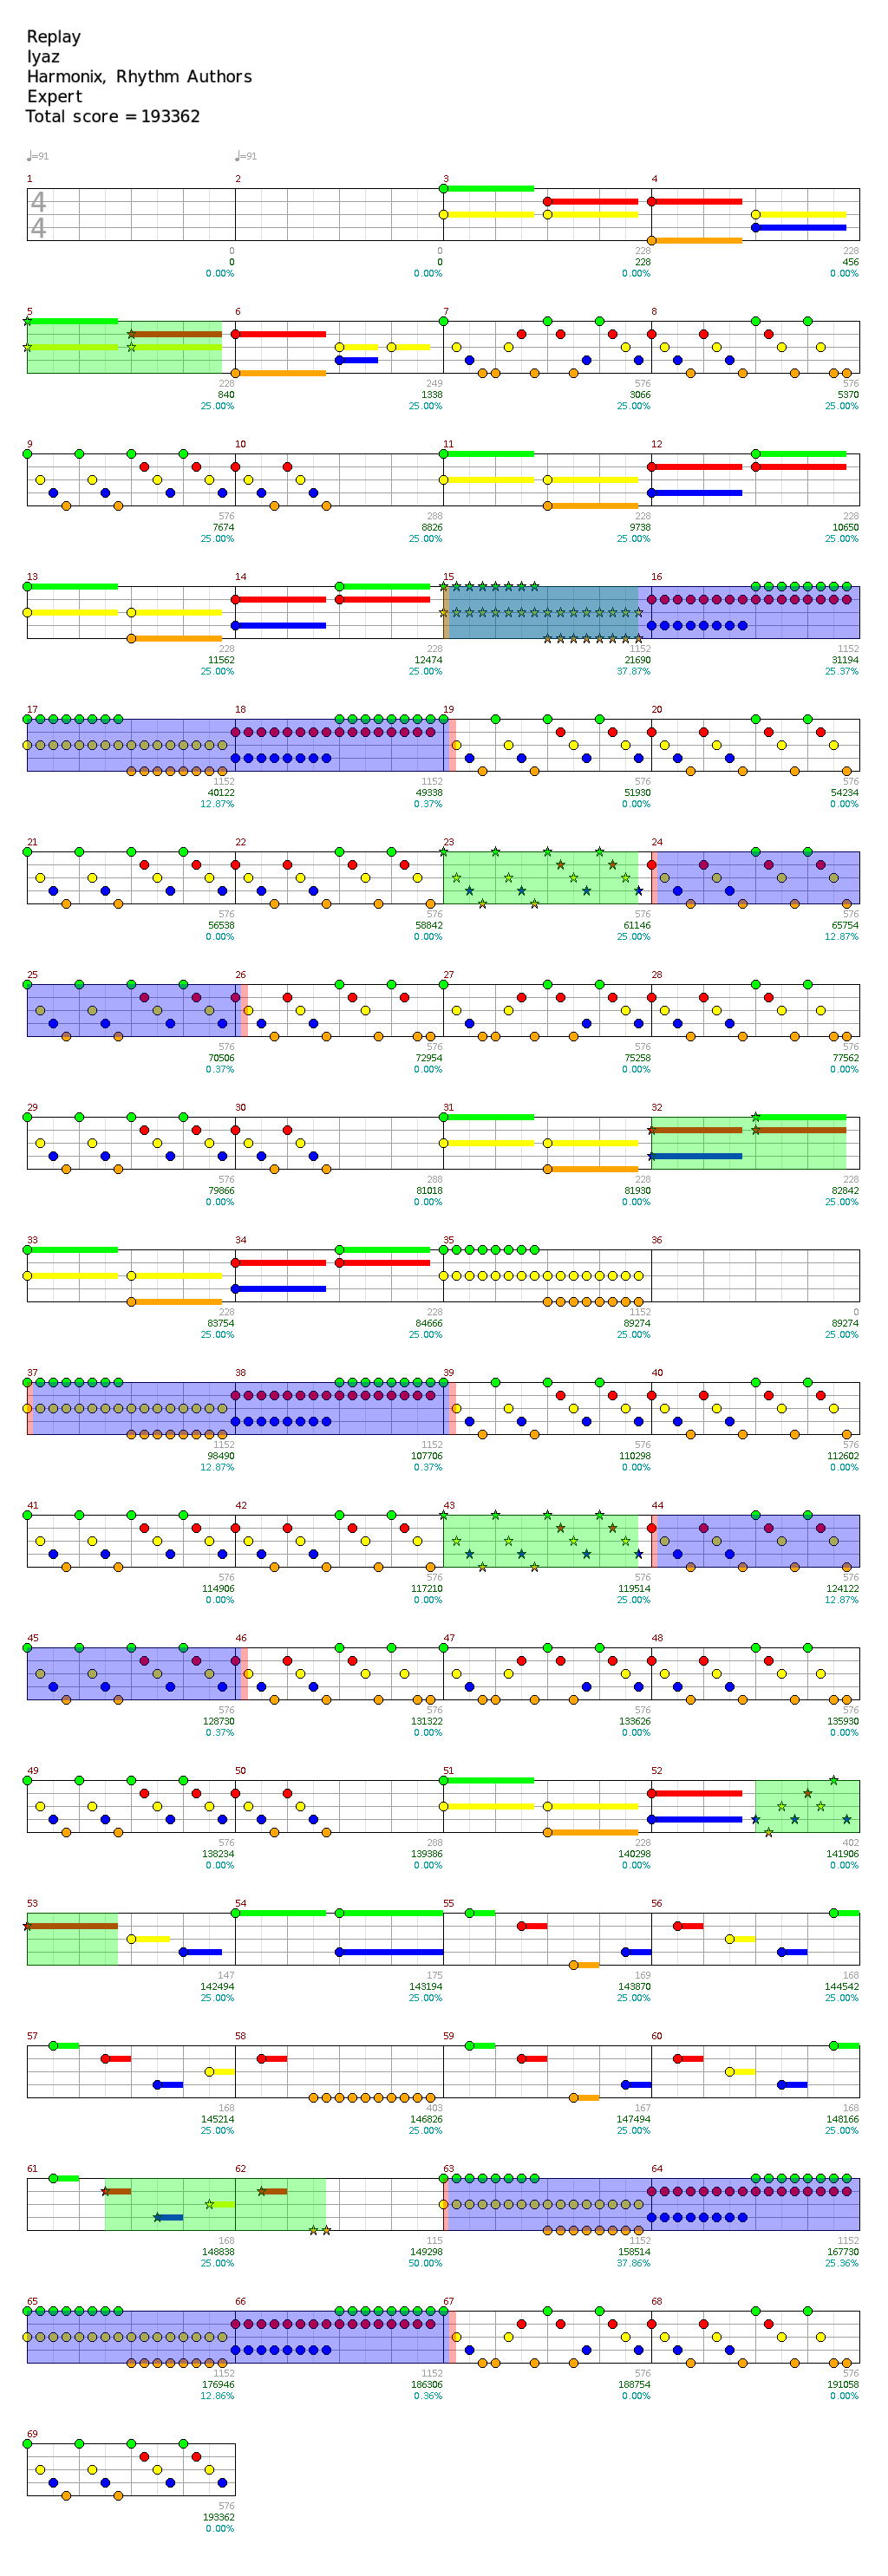 Replay
Iyaz
Harmonix, Rhythm Authors
Expert
Total score = 193362
♩=91 ♩=91
1 2 3 4
4
4
0 0 228 228
0 0 228 456
0.00% 0.00% 0.00% 0.00%
5 6 7 8
228 249 576 576
840 1338 3066 5370
25.00% 25.00% 25.00% 25.00%
9 10 11 12
576 288 228 228
7674 8826 9738 10650
25.00% 25.00% 25.00% 25.00%
13 14 15 16
228 228 1152 1152
11562 12474 21690 31194
25.00% 25.00% 37.87% 25.37%
17 18 19 20
1152 1152 576 576
40122 49338 51930 54234
12.87% 0.37% 0.00% 0.00%
21 22 23 24
576 576 576 576
56538 58842 61146 65754
0.00% 0.00% 25.00% 12.87%
25 26 27 28
576 576 576 576
70506 72954 75258 77562
0.37% 0.00% 0.00% 0.00%
29 30 31 32
576 288 228 228
79866 81018 81930 82842
0.00% 0.00% 0.00% 25.00%
33 34 35 36
228 228 1152 0
83754 84666 89274 89274
25.00% 25.00% 25.00% 25.00%
37 38 39 40
1152 1152 576 576
98490 107706 110298 112602
12.87% 0.37% 0.00% 0.00%
41 42 43 44
576 576 576 576
114906 117210 119514 124122
0.00% 0.00% 25.00% 12.87%
45 46 47 48
576 576 576 576
128730 131322 133626 135930
0.37% 0.00% 0.00% 0.00%
49 50 51 52
576 288 228 402
138234 139386 140298 141906
0.00% 0.00% 0.00% 0.00%
53 54 55 56
147 175 169 168
142494 143194 143870 144542
25.00% 25.00% 25.00% 25.00%
57 58 59 60
168 403 167 168
145214 146826 147494 148166
25.00% 25.00% 25.00% 25.00%
61 62 63 64
168 115 1152 1152
148838 149298 158514 167730
25.00% 50.00% 37.86% 25.36%
65 66 67 68
1152 1152 576 576
176946 186306 188754 191058
12.86% 0.36% 0.00% 0.00%
69
576
193362
0.00%